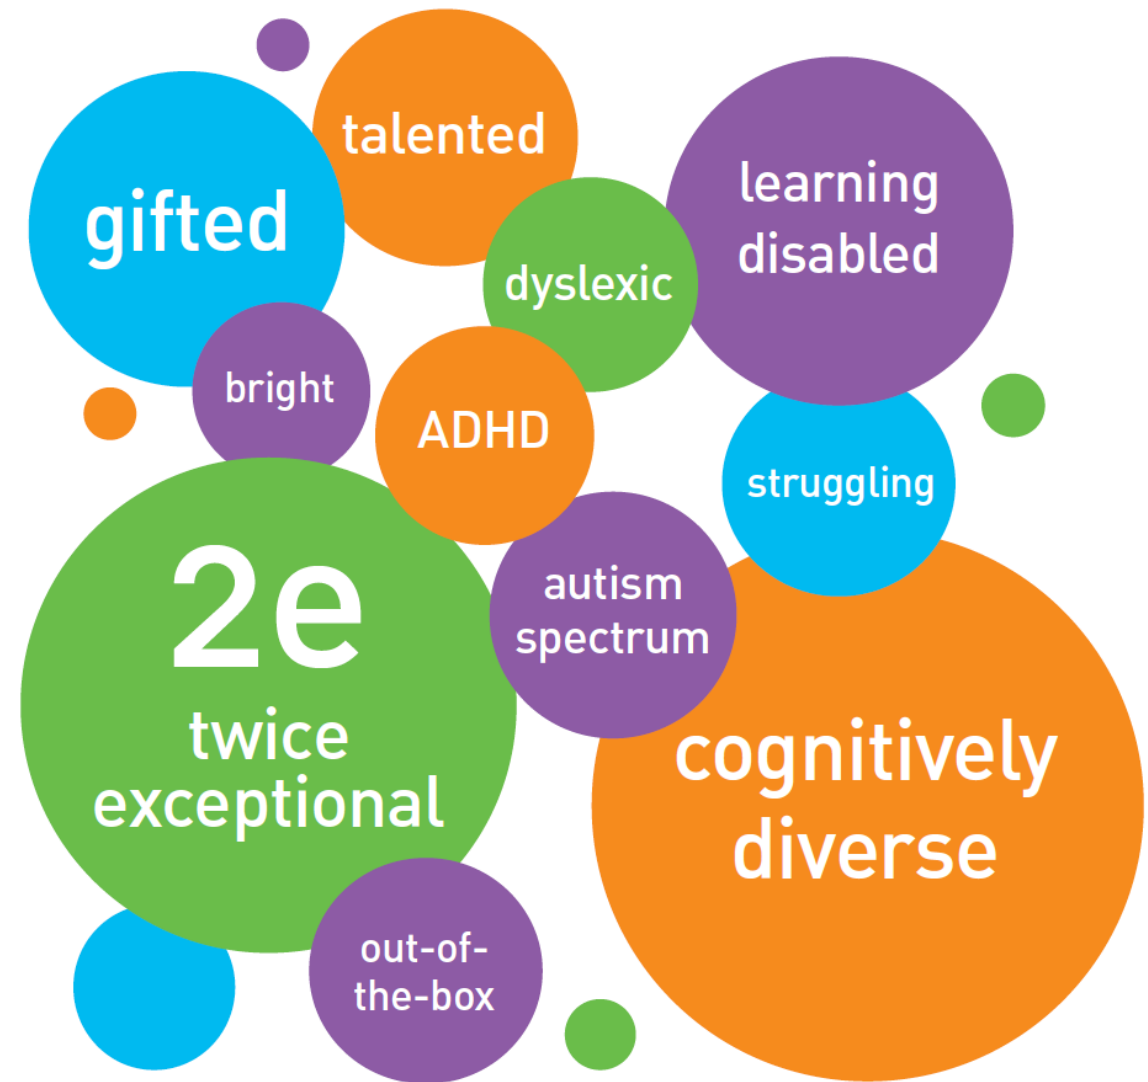 talented
gifted
learning
disabled
dyslexic
bright
ADHD
struggling
2e
twice
exceptional
autism
spectrum
cognitively
diverse
out-of-
the-box